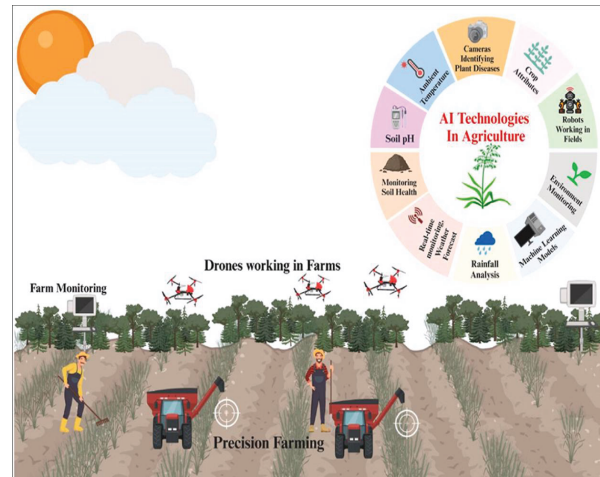 Cameras
Identifying
Plant Diseases
Crop
Attributes
Robots
Working in
Fields
Environment
Monitoring
Machine Learning
Models
Rainfall
Analysis
Real-time
monitoring,
Weather
Forecast
Monitoring
Soil Health
Soil pH
Ambient
Temperature
AI Technologies
In Agriculture
Drones working in Farms
Farm Monitoring
Precision Farming